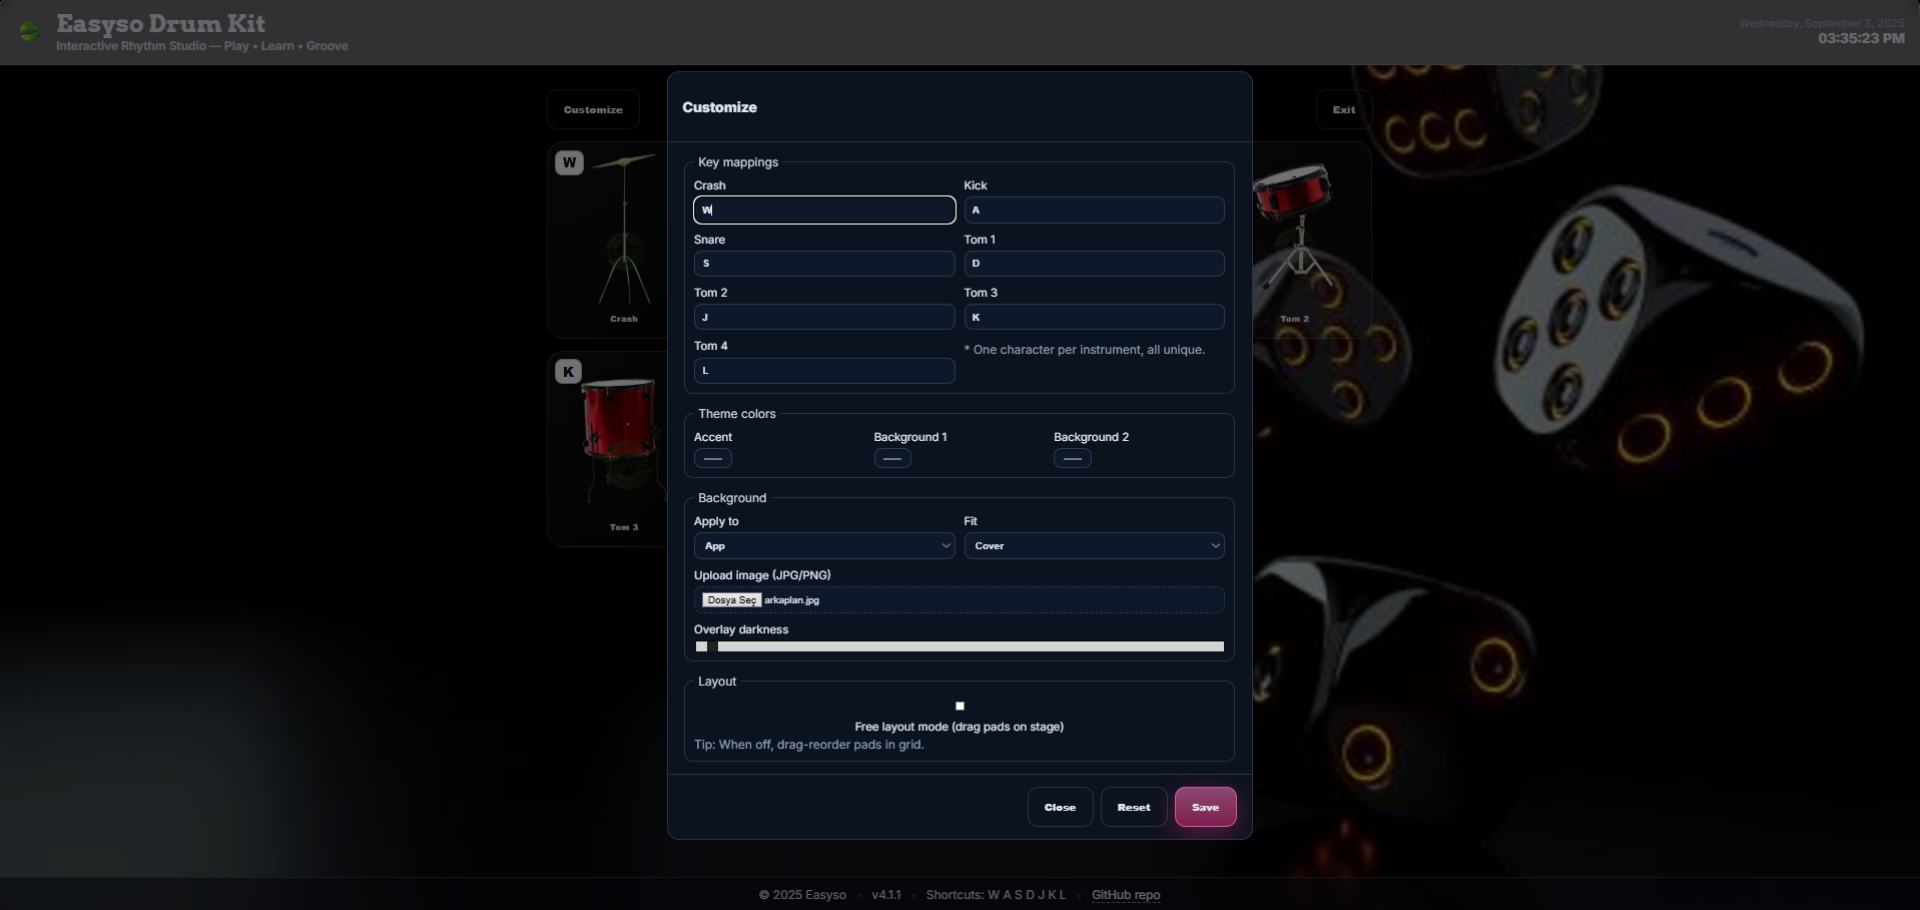 Easyso Drum Kit
Interactive Rhythm Studio — Play • Learn • Groove
Wednesday, September 3, 2025
03:35:23 PM
Customize
Exit
W
Crash
Tom 2
K
Tom 3
Customize
Key mappings
Crash
Kick
W
A
Snare
Tom 1
S
D
Tom 2
Tom 3
J
K
Tom 4
* One character per instrument, all unique.
L
Theme colors
Accent
Background 1
Background 2
Background
Apply to
Fit
App
Cover
Upload image (JPG/PNG)
Dosya Seç arkaplan.jpg
Overlay darkness
Layout
Free layout mode (drag pads on stage)
Tip: When off, drag-reorder pads in grid.
Close
Reset
Save
© 2025 Easyso • v4.1.1 • Shortcuts: W A S D J K L • GitHub repo